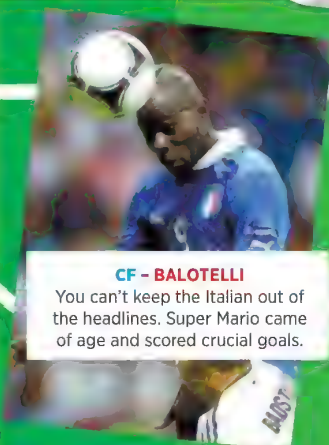 CF – BALOTELLI
You can't keep the Italian out of
the headlines. Super Mario came
of age and scored crucial goals.